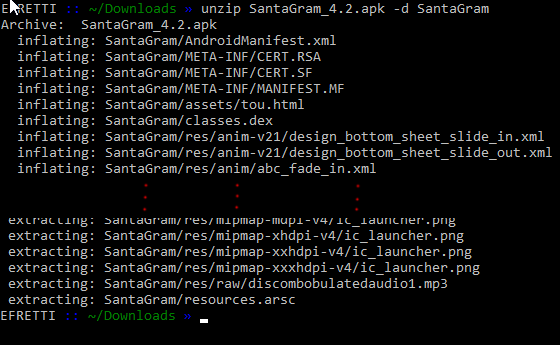 EFRETTI :: ~/Downloads » unzip SantaGram_4.2.apk -d SantaGram
Archive:  SantaGram_4.2.apk
  inflating: SantaGram/AndroidManifest.xml
  inflating: SantaGram/META-INF/CERT.RSA
  inflating: SantaGram/META-INF/CERT.SF
  inflating: SantaGram/META-INF/MANIFEST.MF
  inflating: SantaGram/assets/tou.html
  inflating: SantaGram/classes.dex
  inflating: SantaGram/res/anim-v21/design_bottom_sheet_slide_in.xml
  inflating: SantaGram/res/anim-v21/design_bottom_sheet_slide_out.xml
  inflating: SantaGram/res/anim/abc_fade_in.xml
 extracting: SantaGram/res/mipmap-mdpi-v4/ic_launcher.png
 extracting: SantaGram/res/mipmap-xhdpi-v4/ic_launcher.png
 extracting: SantaGram/res/mipmap-xxhdpi-v4/ic_launcher.png
 extracting: SantaGram/res/mipmap-xxxhdpi-v4/ic_launcher.png
 extracting: SantaGram/res/raw/discombobulatedaudio1.mp3
 extracting: SantaGram/resources.arsc
EFRETTI :: ~/Downloads »